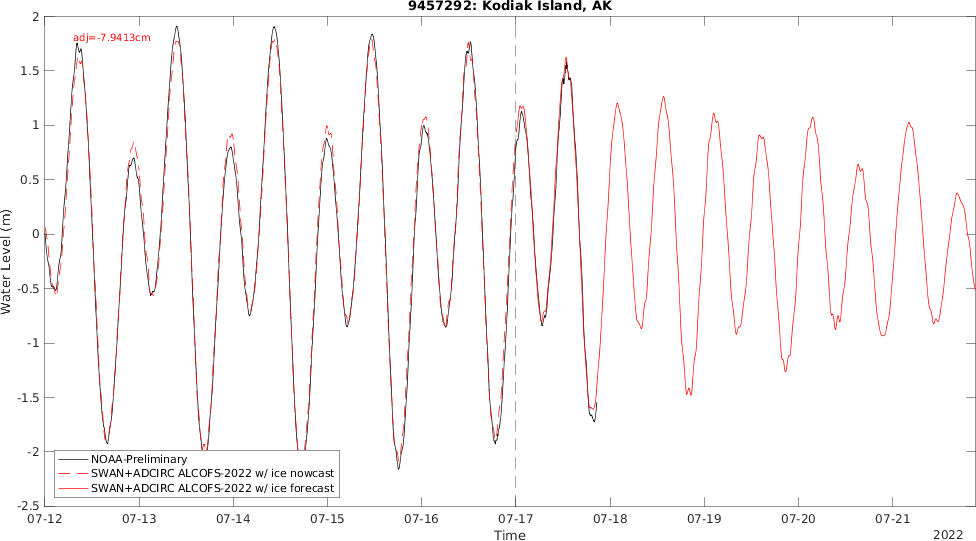 9457292: Kodiak Island, AK
adj=-7.9413cm
Water Level (m)
2
1.5
1
0.5
0
-0.5
-1
-1.5
-2
-2.5
NOAA-Preliminary
SWAN+ADCIRC ALCOFS-2022 w/ ice nowcast
SWAN+ADCIRC ALCOFS-2022 w/ ice forecast
07-12 07-13 07-14 07-15 07-16 07-17 07-18 07-19 07-20 07-21
Time
2022